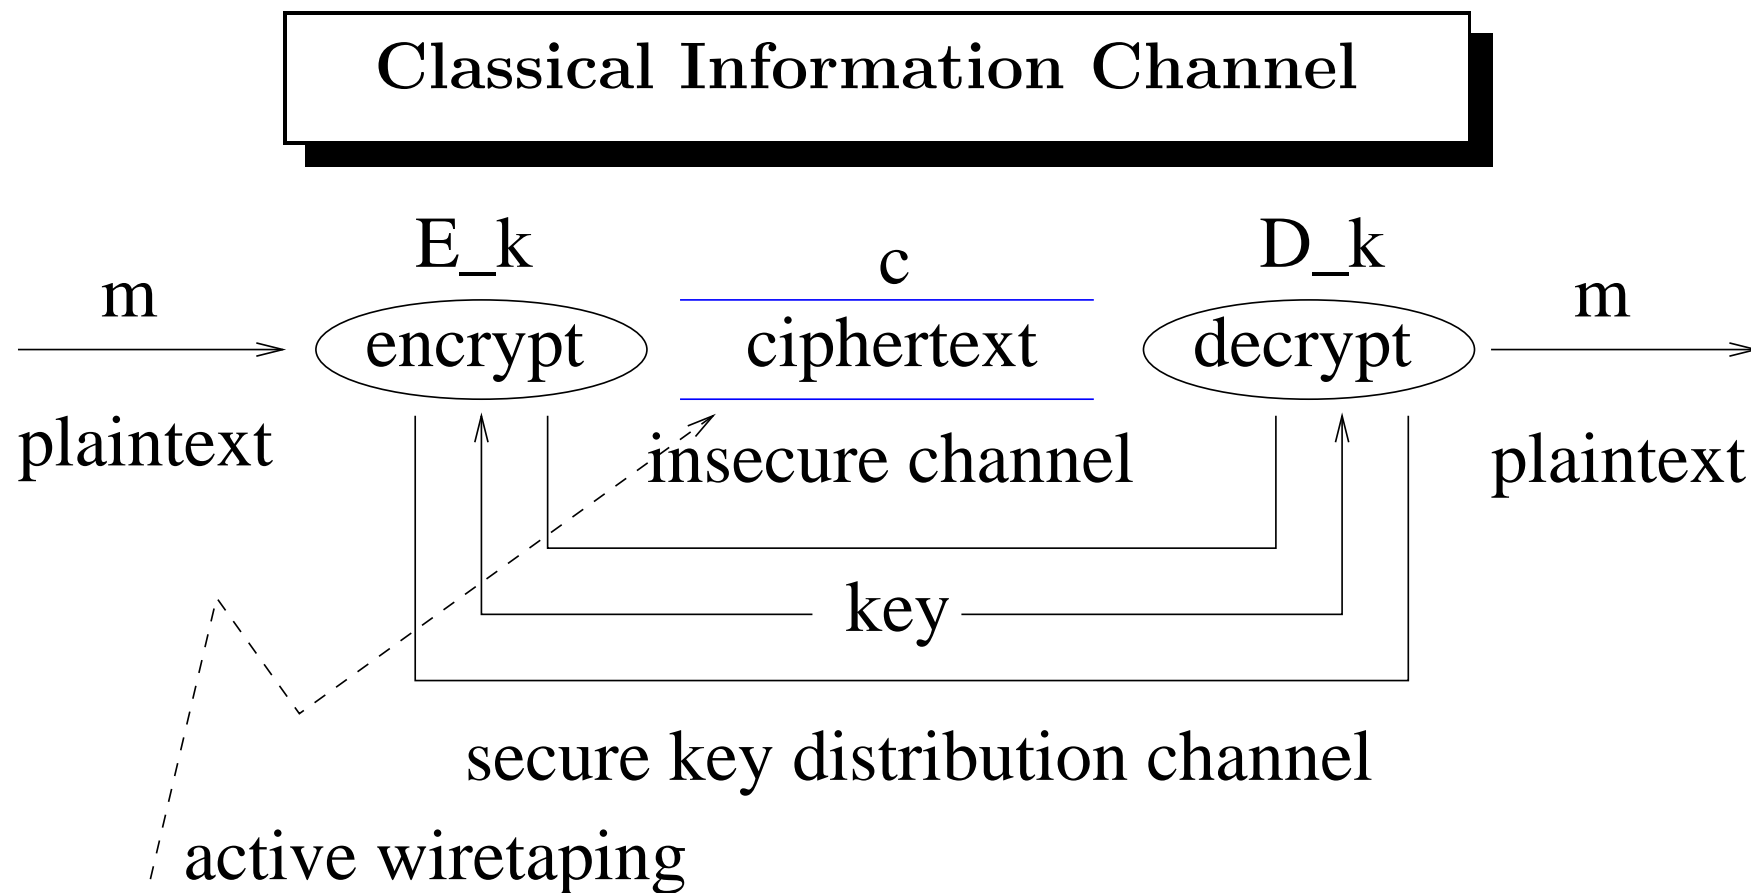 Classical Information Channel
E_k
D_k
c
m
m
encrypt
ciphertext
decrypt
plaintext
insecure channel
plaintext
key
secure key distribution channel
active wiretaping